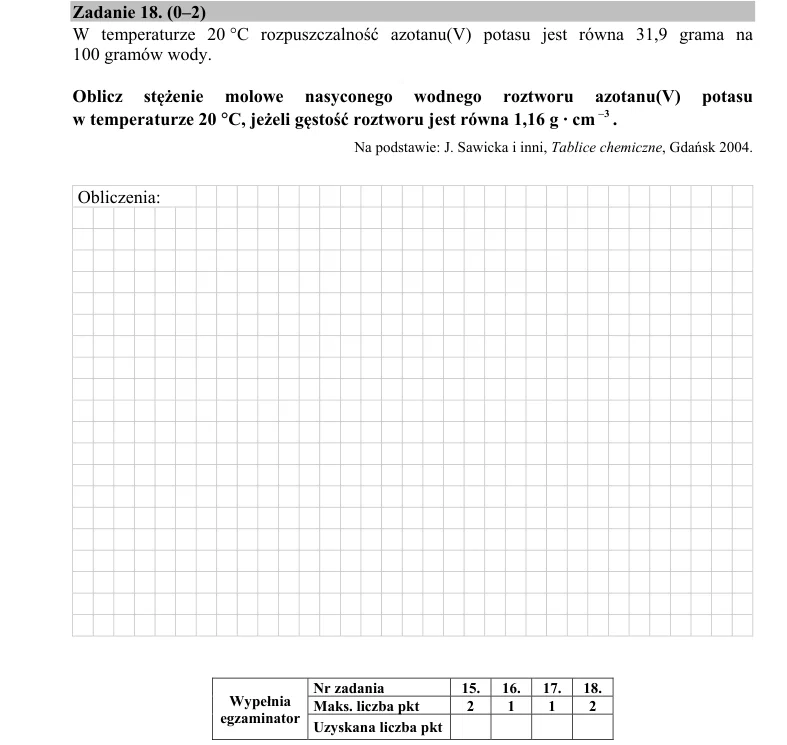 Zadanie 18. (0–2)
W temperaturze 20 °C rozpuszczalność azotanu(V) potasu jest równa 31,9 grama na
100 gramów wody.
Oblicz stężenie molowe nasyconego wodnego roztworu azotanu(V) potasu
w temperaturze 20 °C, jeżeli gęstość roztworu jest równa 1,16 g · cm⁻³.
Na podstawie: J. Sawicka i inni, Tablice chemiczne, Gdańsk 2004.
Obliczenia:
Wypełnia egzaminator
Nr zadania 15. 16. 17. 18.
Maks. liczba pkt 2 1 1 2
Uzyskana liczba pkt